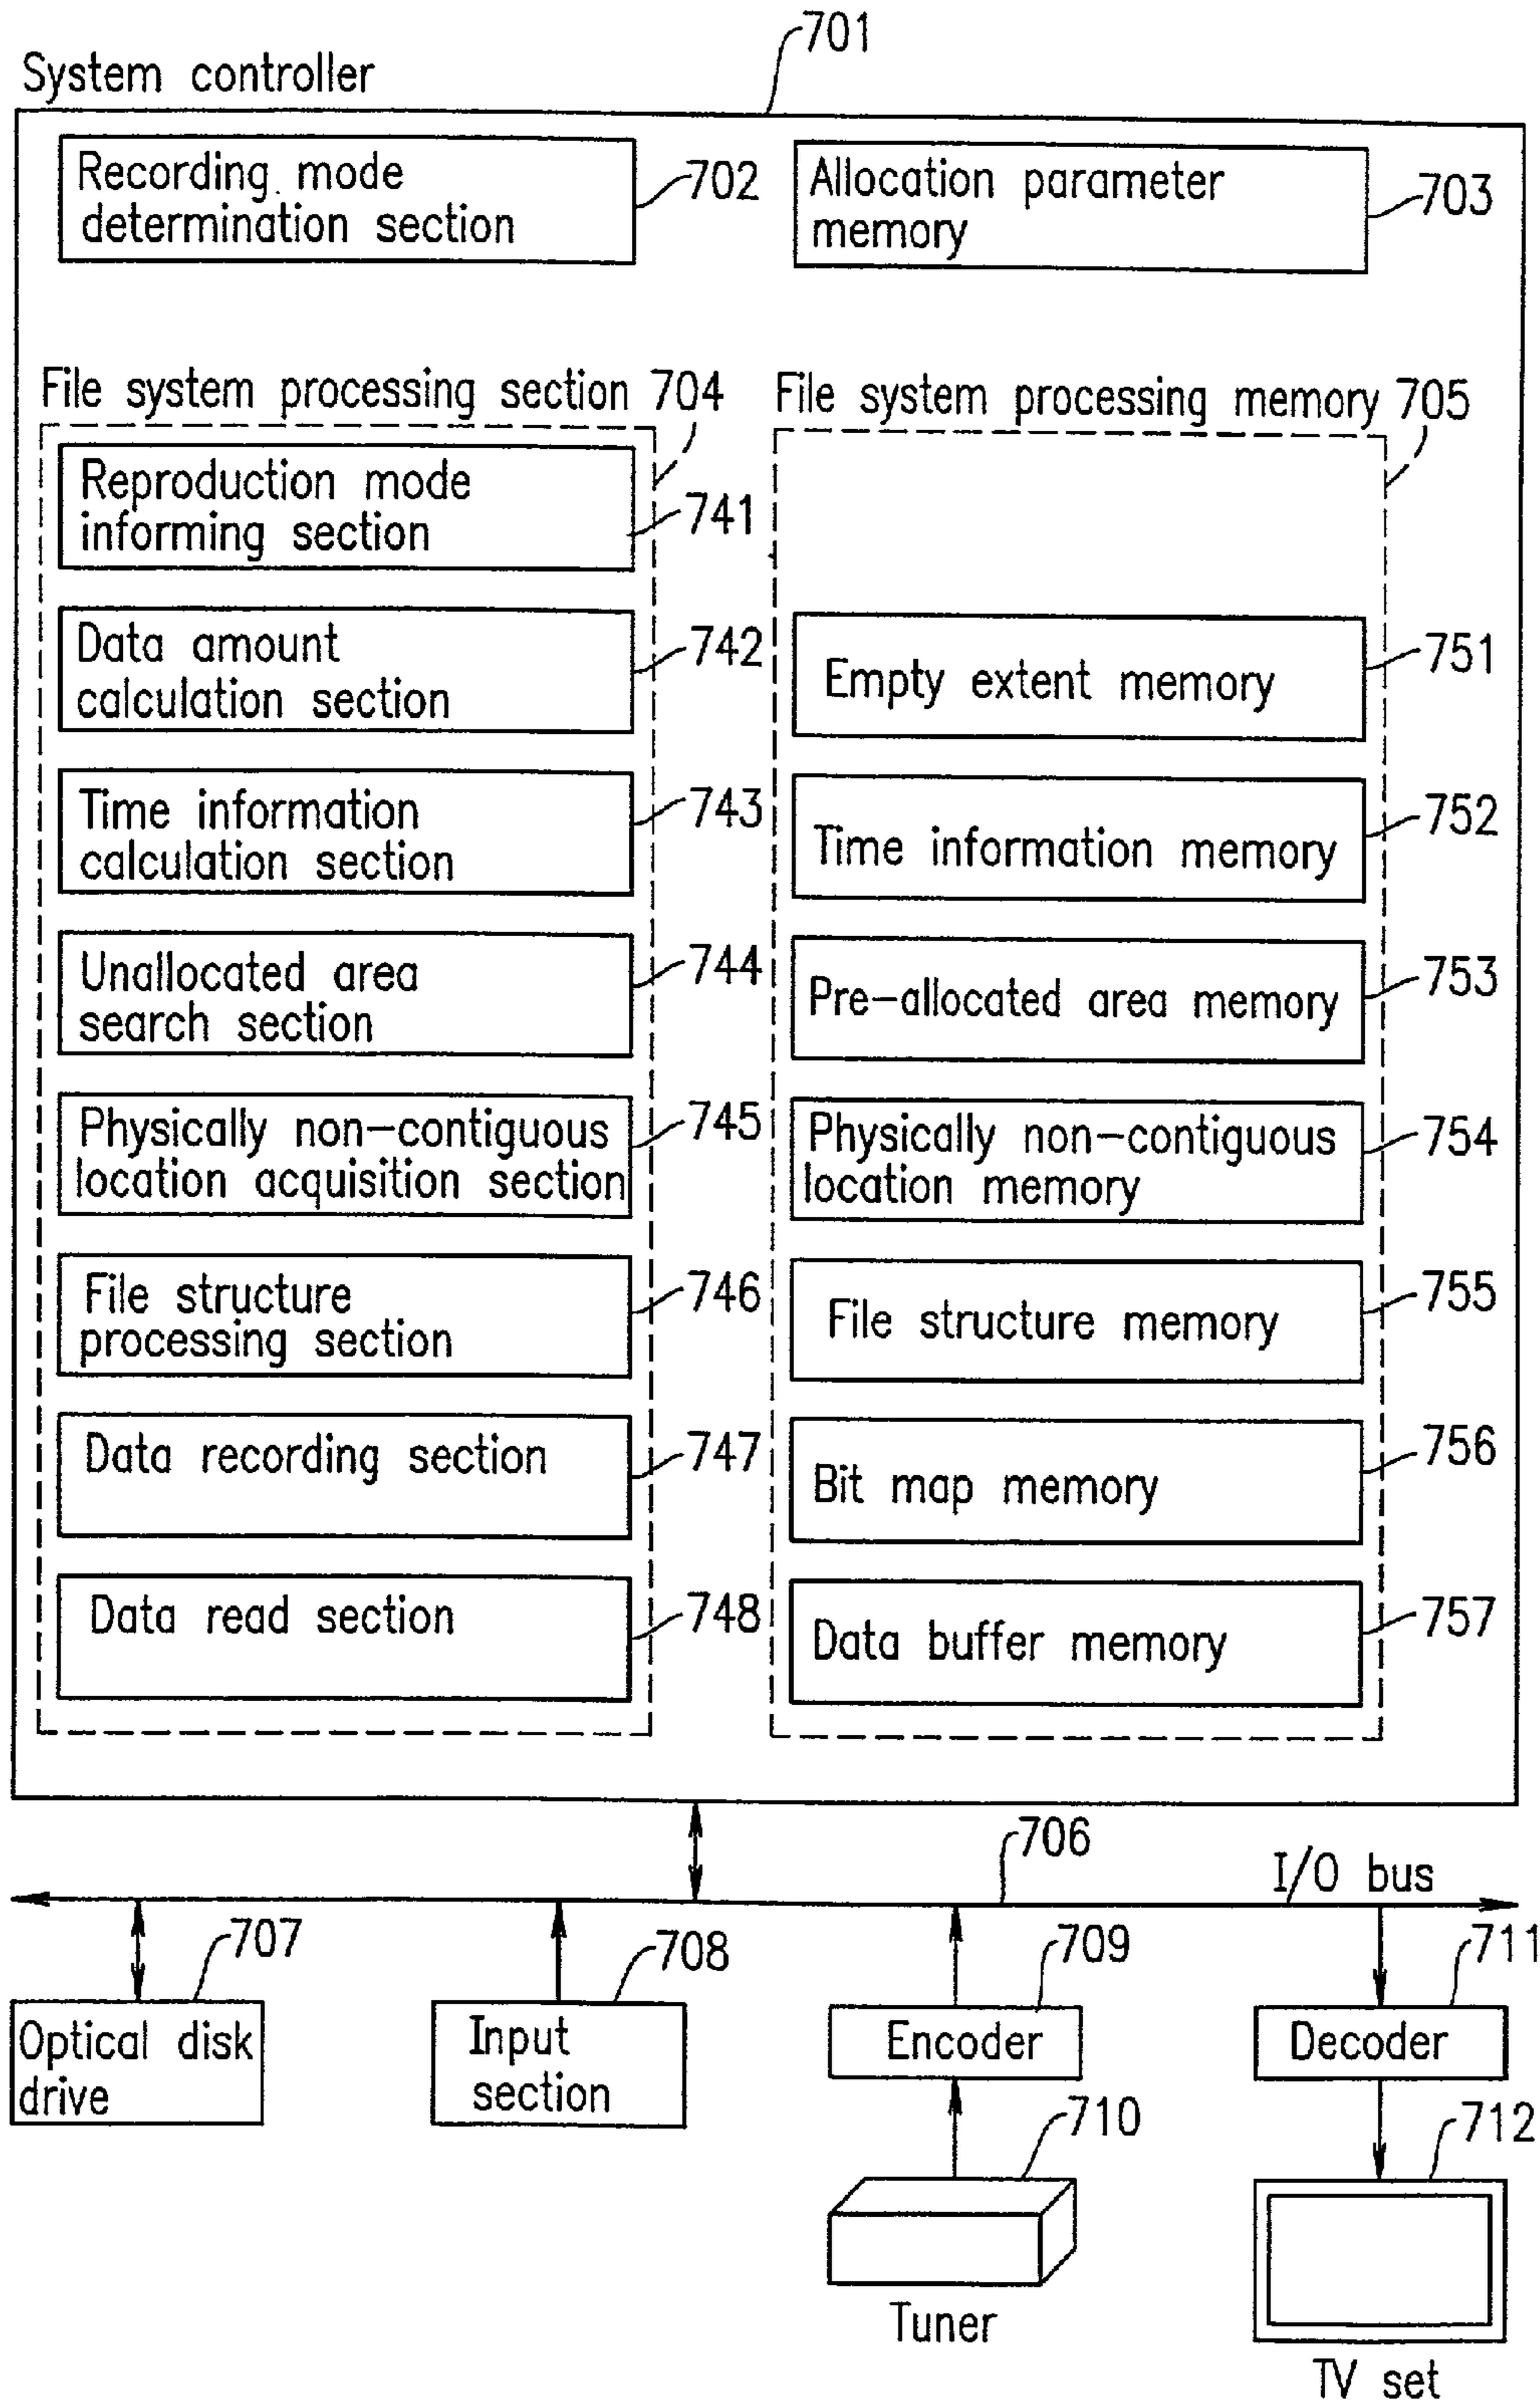 701
System controller
Recording mode
determination section
702
Allocation parameter
memory
703
File system processing section 704
File system processing memory 705
Reproduction mode
informing section
741
Data amount
calculation section
742
Empty extent memory
751
Time information
calculation section
743
Time information memory
752
Unallocated area
search section
744
Pre-allocated area memory
753
Physically non-contiguous
location acquisition section
745
Physically non-contiguous
location memory
754
File structure
processing section
746
File structure memory
755
Data recording section
747
Bit map memory
756
Data read section
748
Data buffer memory
757
706
I/O bus
707
Optical disk
drive
708
Input
section
709
Encoder
711
Decoder
710
Tuner
712
TV set